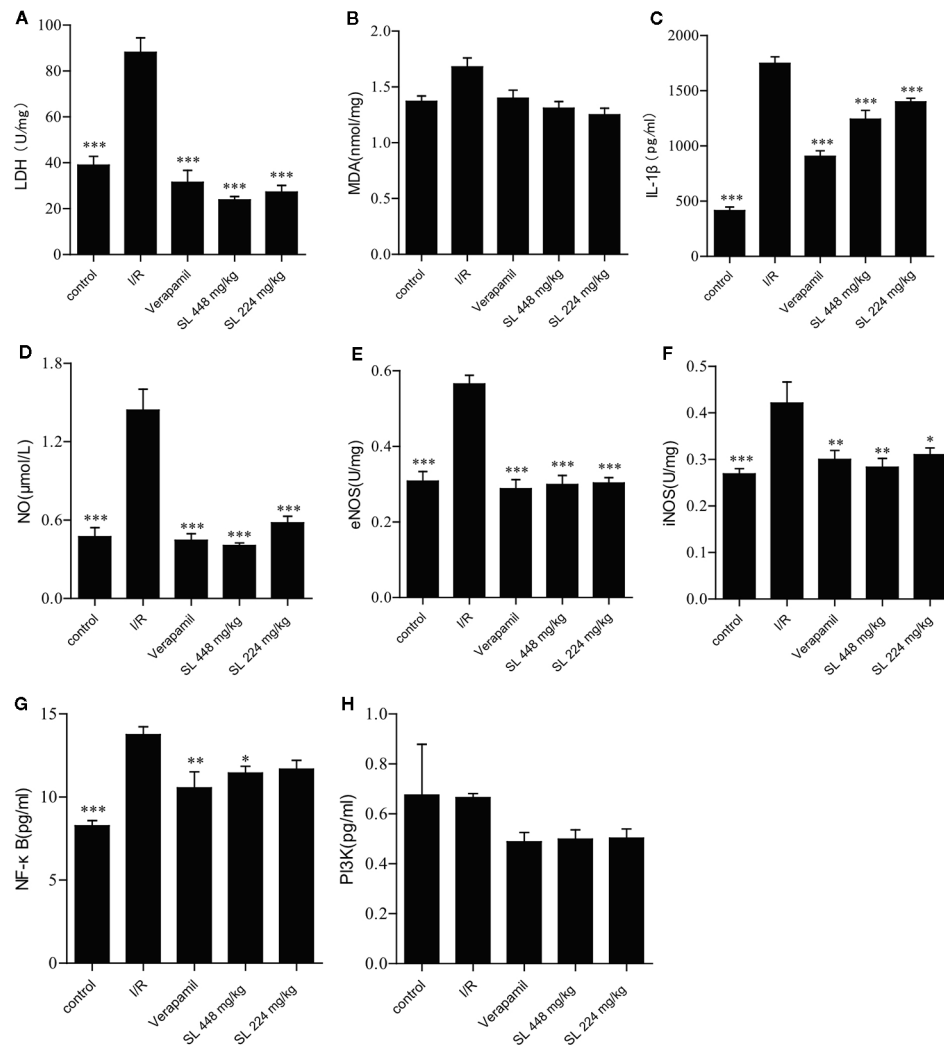 A
LDH（U/mg）
100
80
60
40
20
0
***
***
***
***
control
I/R
Verapamil
SL 448 mg/kg
SL 224 mg/kg
B
MDA(nmol/mg)
2.0
1.5
1.0
0.5
0.0
control
I/R
Verapamil
SL 448 mg/kg
SL 224 mg/kg
C
IL-1β（pg/ml）
2000
1500
1000
500
0
***
***
***
***
control
I/R
Verapamil
SL 448 mg/kg
SL 224 mg/kg
D
NO(μmol/L)
1.8
1.2
0.6
0.0
***
***
***
***
control
I/R
Verapamil
SL 448 mg/kg
SL 224 mg/kg
E
eNOS(U/mg)
0.6
0.4
0.2
0.0
***
***
***
***
control
I/R
Verapamil
SL 448 mg/kg
SL 224 mg/kg
F
iNOS(U/mg)
0.5
0.4
0.3
0.2
0.1
0.0
***
**
**
*
control
I/R
Verapamil
SL 448 mg/kg
SL 224 mg/kg
G
NF-κ B(pg/ml)
15
10
5
0
***
**
*
control
I/R
Verapamil
SL 448 mg/kg
SL 224 mg/kg
H
PI3K(pg/ml)
1.0
0.8
0.6
0.4
0.2
0.0
control
I/R
Verapamil
SL 448 mg/kg
SL 224 mg/kg